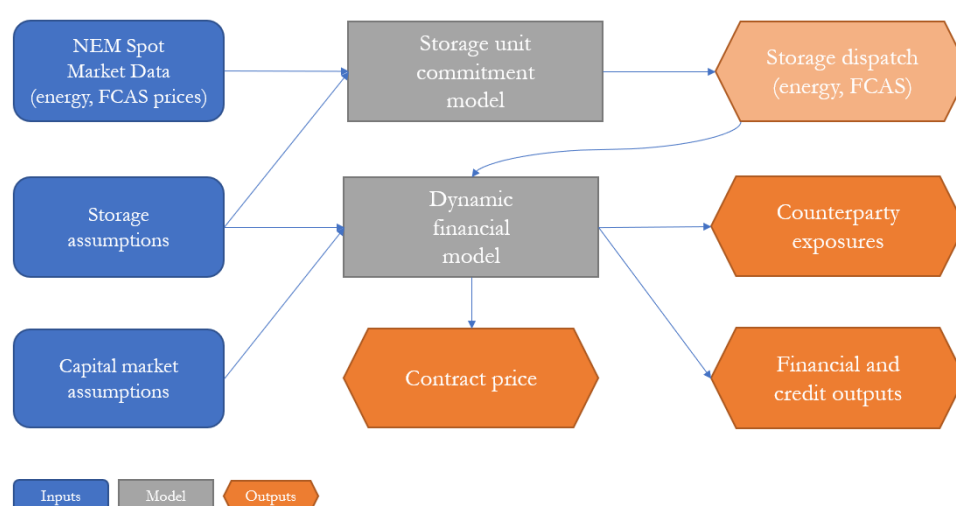 NEM Spot
Market Data
(energy, FCAS prices)
Storage unit
commitment
model
Storage dispatch
(energy, FCAS)
Storage
assumptions
Dynamic
financial
model
Counterparty
exposures
Capital market
assumptions
Contract price
Financial and
credit outputs
Inputs
Model
Outputs